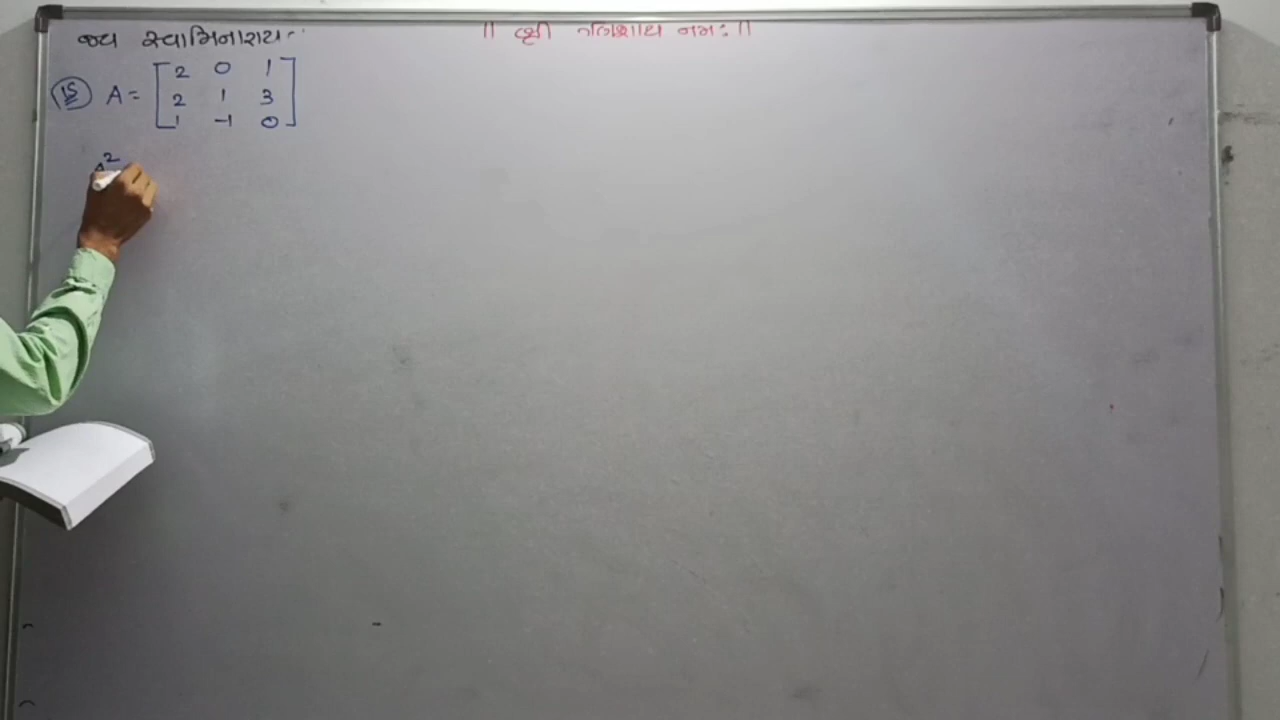 જય સ્વામિનારાયણ
॥ શ્રી ગણેશાય નમઃ ॥
(15) A = [ 2 0 1
2 1 3
1 -1 0 ]
A²